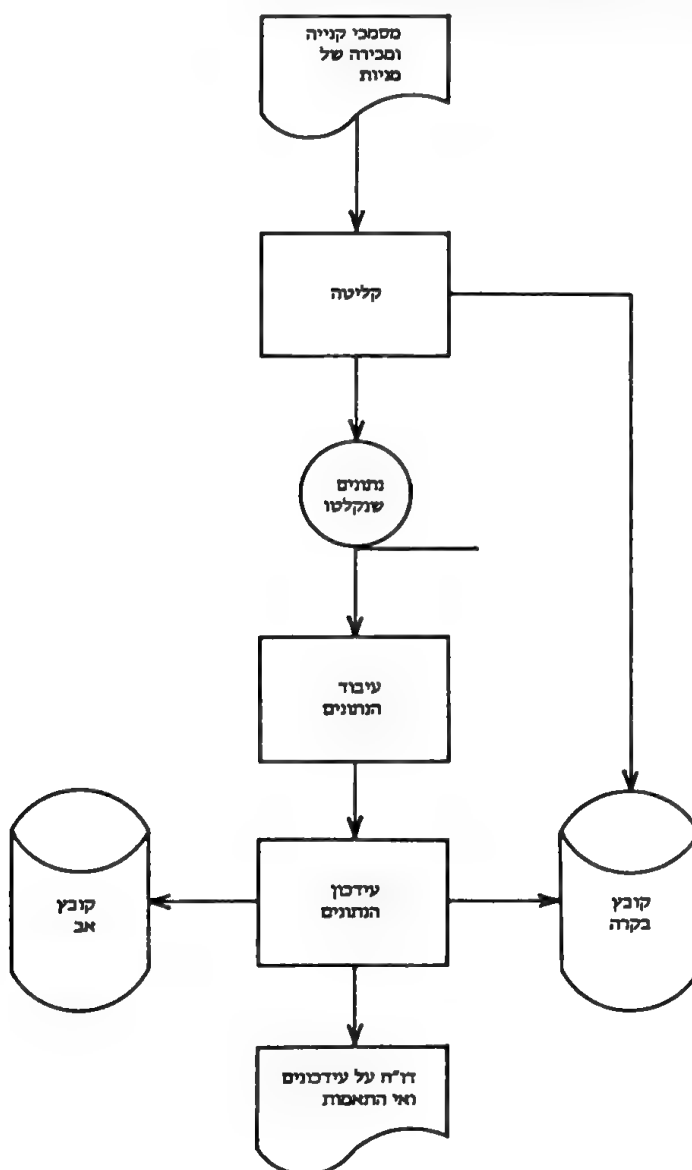 מסמכי קנייה
ומכירה של
מניות
קליטה
נתונים
שנקלטו
עיבוד
הנתונים
עידכון
הנתונים
קובץ
בקרה
קובץ
אב
דו"ח על עידכונים
ואי התאמות